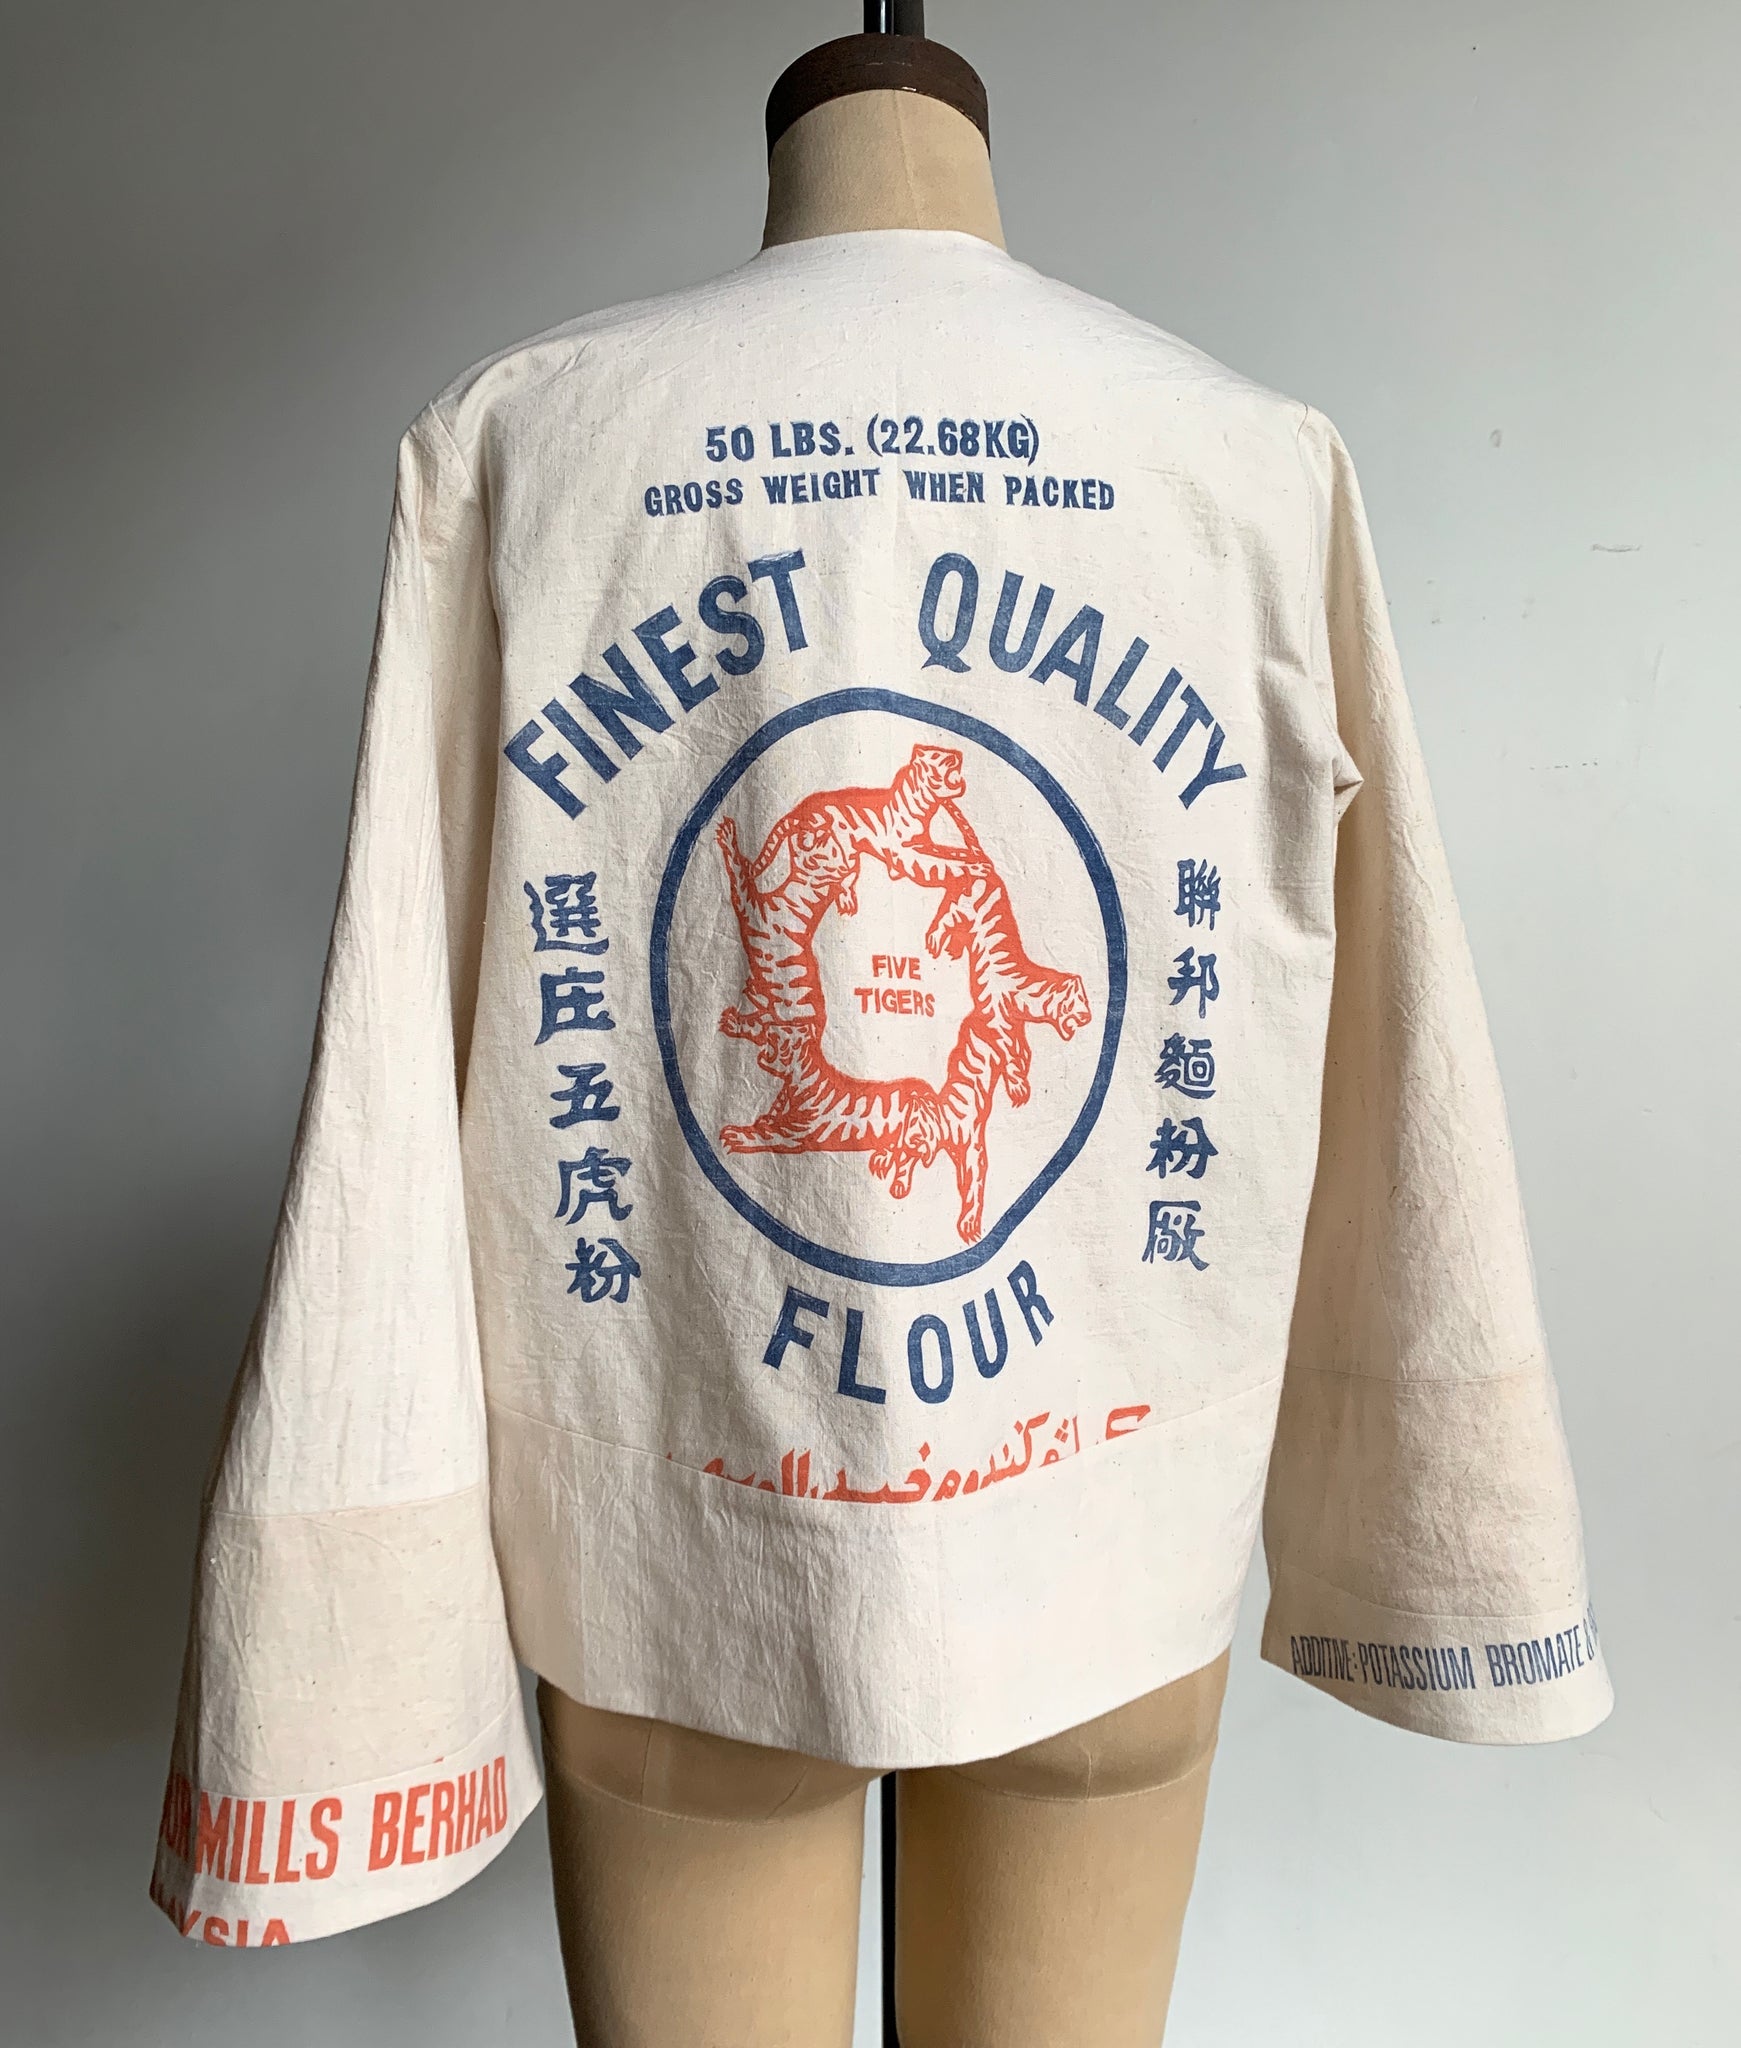 50 LBS. (22.68KG)
GROSS WEIGHT WHEN PACKED
FINEST QUALITY
聯邦麵粉廠
選庄五虎粉
FIVE
TIGERS
FLOUR
ADDITIVE: POTASSIUM BROMATE
MILLS BERHAD